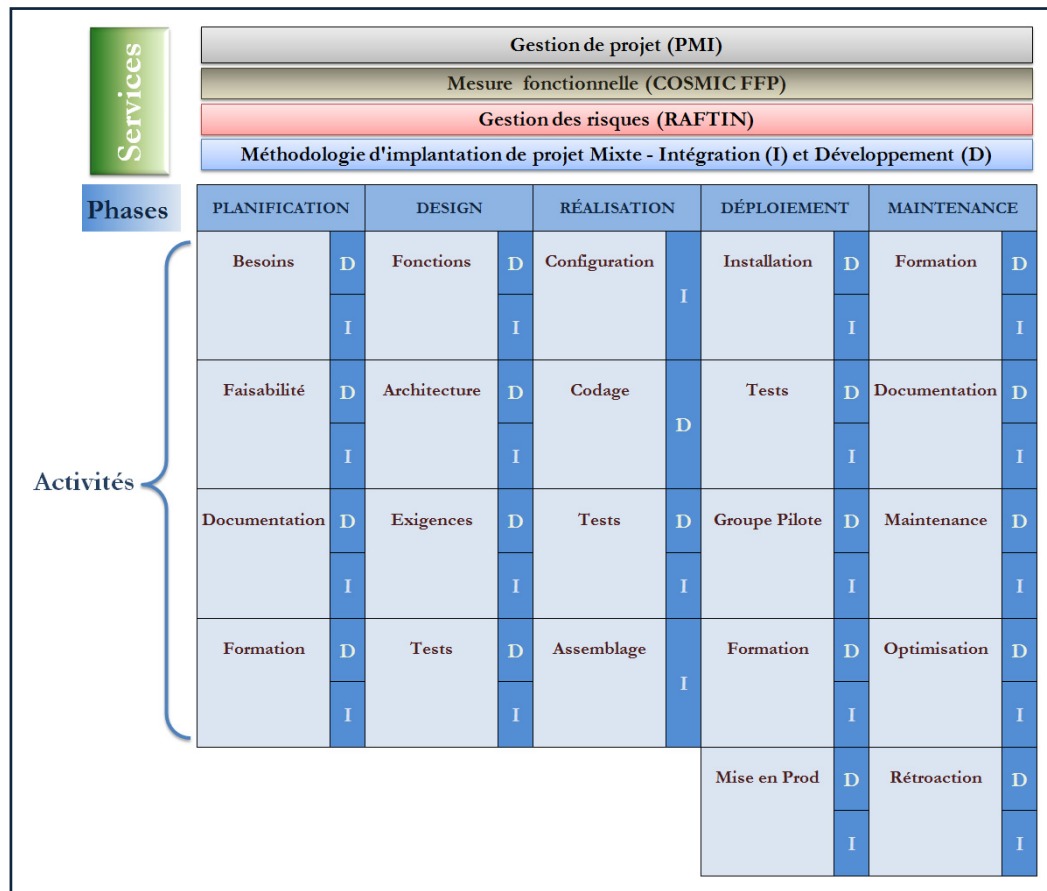 Services
Gestion de projet (PMI)
Mesure fonctionnelle (COSMIC FFP)
Gestion des risques (RAFTIN)
Méthodologie d'implantation de projet Mixte - Intégration (I) et Développement (D)
Phases PLANIFICATION DESIGN RÉALISATION DÉPLOIEMENT MAINTENANCE
Activités
Besoins D Fonctions D Configuration I Installation D Formation D
I I I I
Faisabilité D Architecture D Codage D Tests D Documentation D
I I I I
Documentation D Exigences D Tests D Groupe Pilote D Maintenance D
I I I I I
Formation D Tests D Assemblage I Formation D Optimisation D
I I I I
Mise en Prod D Rétroaction D
I I